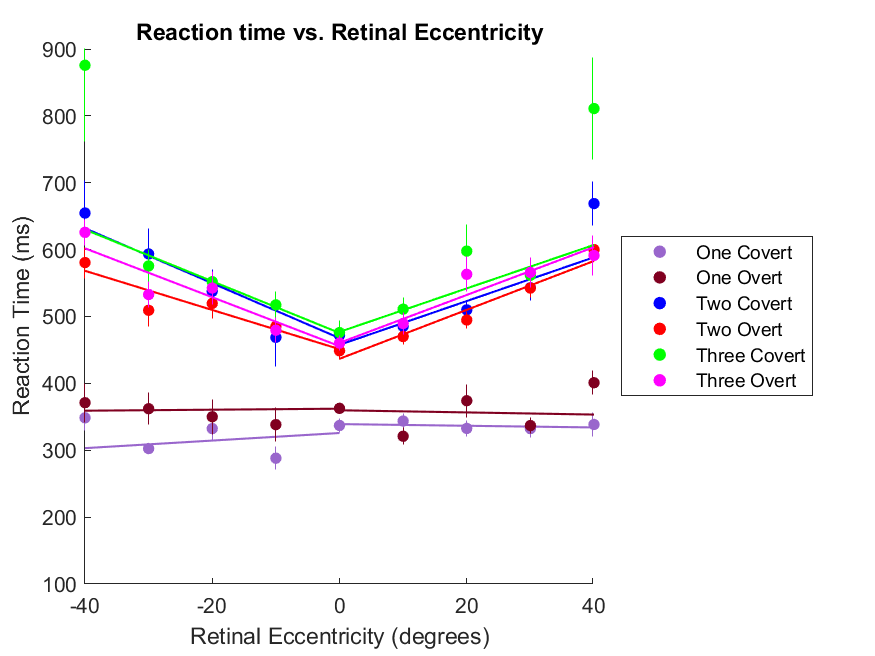 Reaction time vs. Retinal Eccentricity
900
800
700
600
500
400
300
200
100
Reaction Time (ms)
-40
-20
0
20
40
Retinal Eccentricity (degrees)
One Covert
One Overt
Two Covert
Two Overt
Three Covert
Three Overt